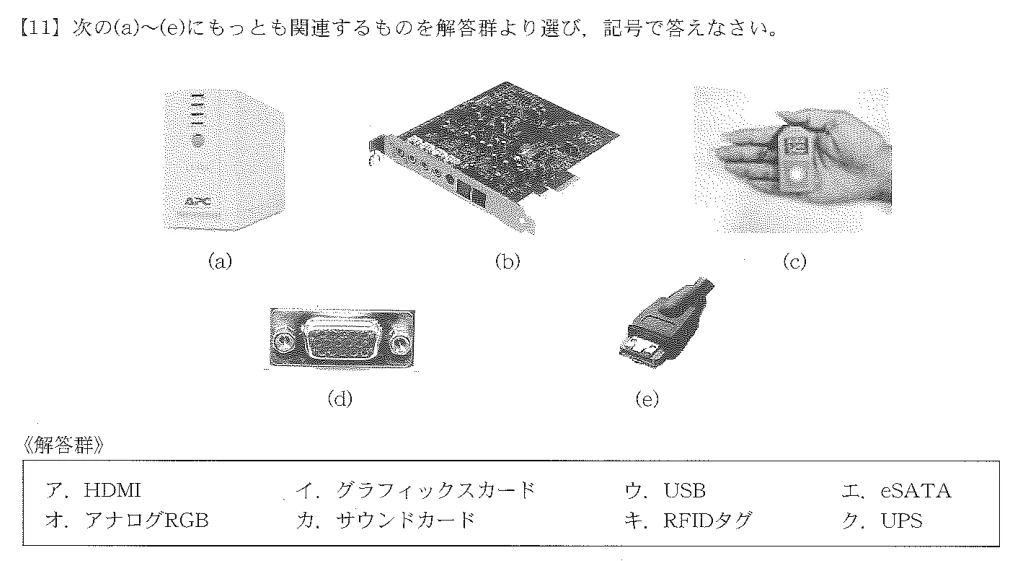 【11】次の(a)～(e)にもっとも関連するものを解答群より選び，記号で答えなさい。
APC
(a)
(b)
(c)
(d)
(e)
《解答群》
ア．HDMI イ．グラフィックスカード ウ．USB エ．eSATA
オ．アナログRGB カ．サウンドカード キ．RFIDタグ ク．UPS